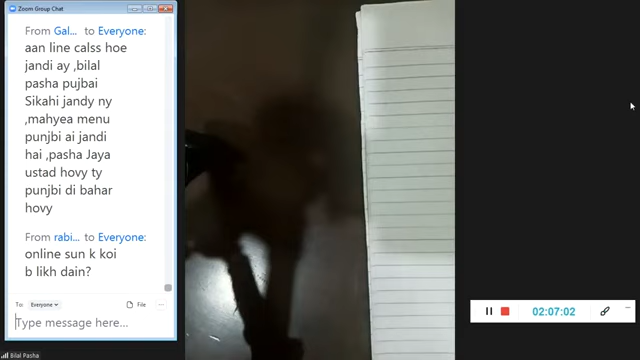 Zoom Group Chat
From Gal... to Everyone:
aan line calss hoe
jandi ay ,bilal
pasha pujbai
Sikahi jandy ny
,mahyea menu
punjbi ai jandi
hai ,pasha Jaya
ustad hovy ty
punjbi di bahar
hovy
From rabi... to Everyone:
online sun k koi
b likh dain?
To: Everyone
File
Type message here...
02:07:02
Bilal Pasha